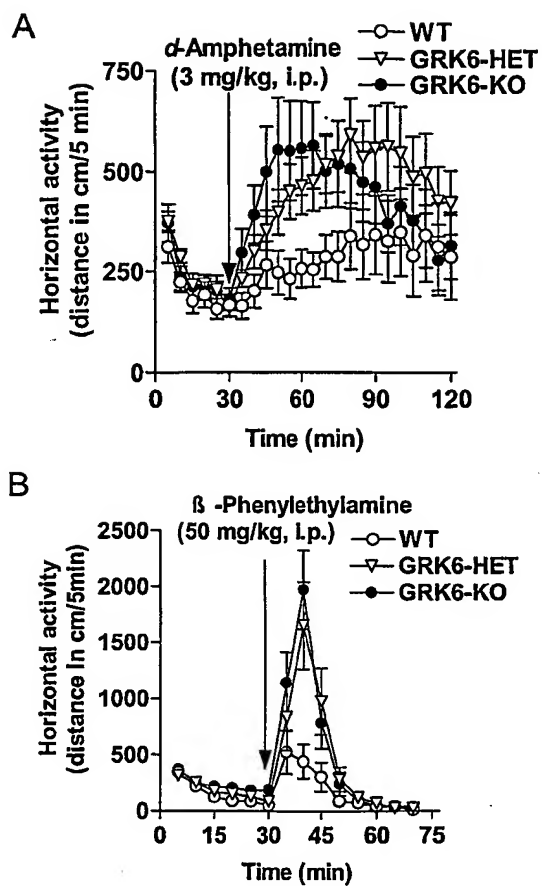 A
d-Amphetamine
(3 mg/kg, i.p.)
WT
GRK6-HET
GRK6-KO
Horizontal activity
(distance in cm/5 min)
750
500
250
0
0 30 60 90 120
Time (min)
B
ß -Phenylethylamine
(50 mg/kg, i.p.)
WT
GRK6-HET
GRK6-KO
Horizontal activity
(distance In cm/5min)
2500
2000
1500
1000
500
0
0 15 30 45 60 75
Time (min)